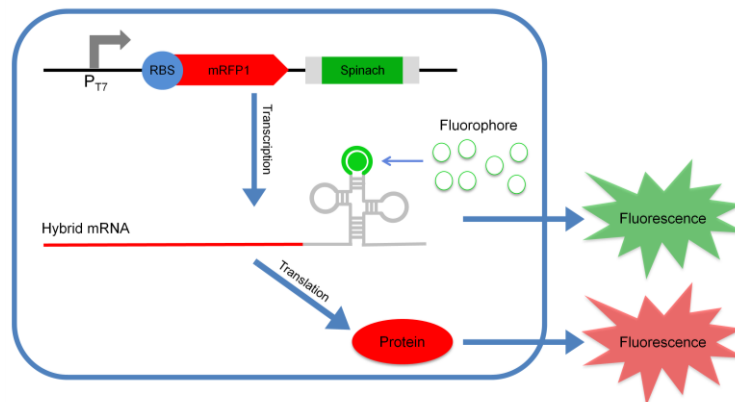 RBS
mRFP1
Spinach
PT7
Transcription
Fluorophore
Fluorescence
Hybrid mRNA
Translation
Protein
Fluorescence